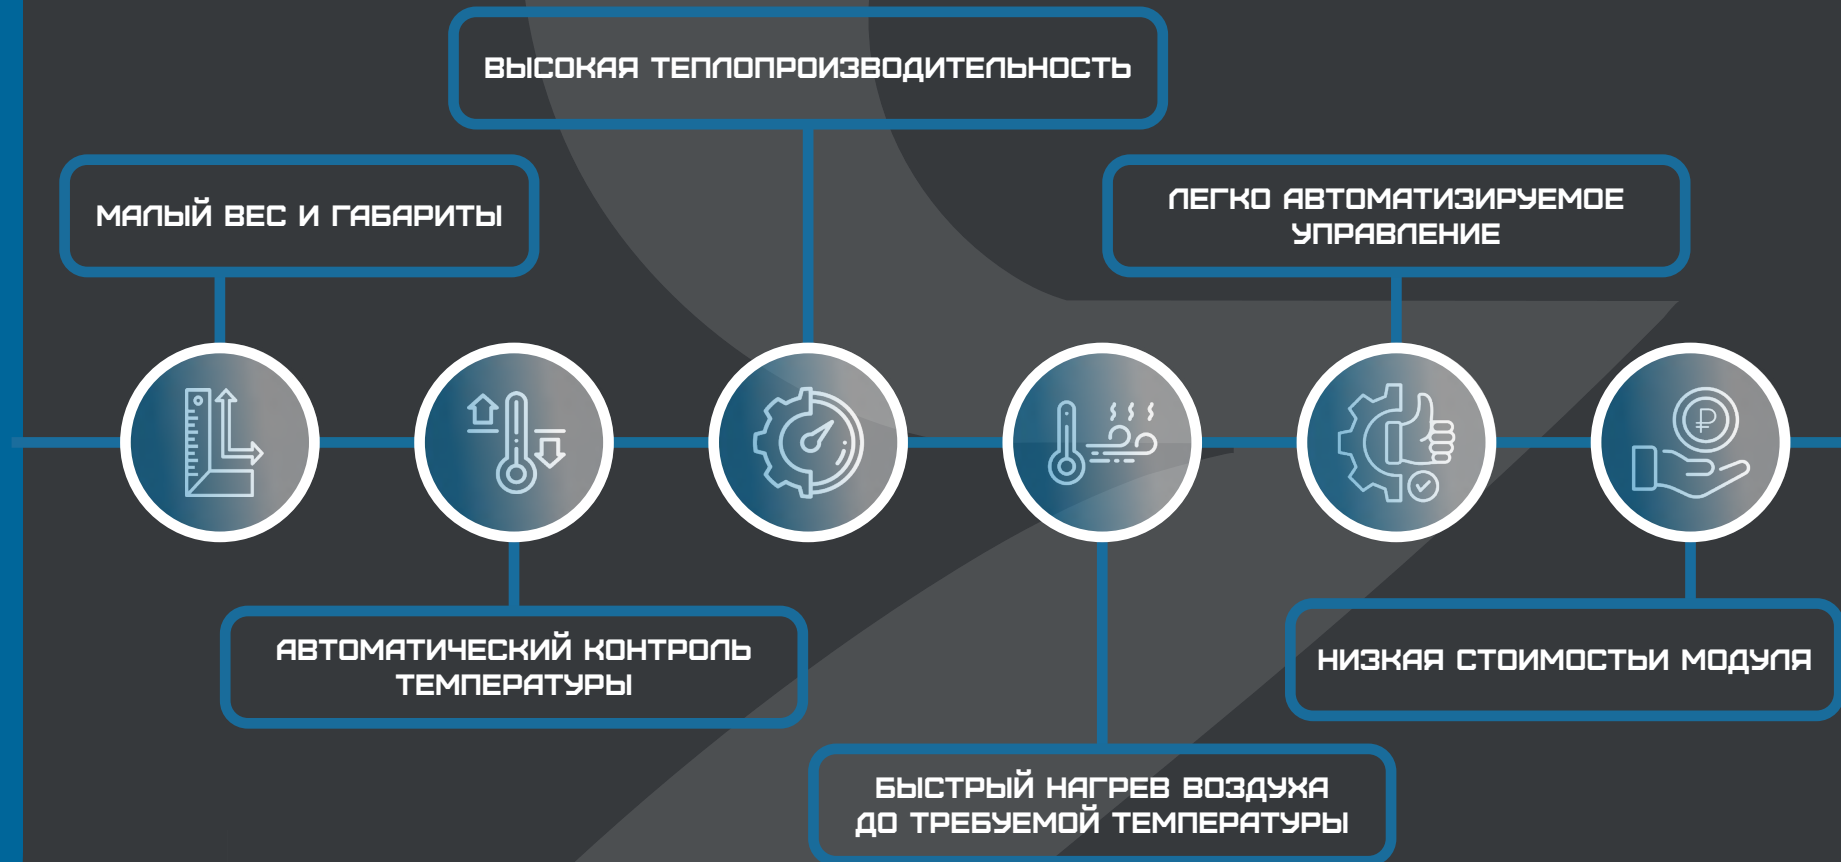 ВЫСОКАЯ ТЕПЛОПРОИЗВОДИТЕЛЬНОСТЬ
МАЛЫЙ ВЕС И ГАБАРИТЫ
ЛЕГКО АВТОМАТИЗИРУЕМОЕ
УПРАВЛЕНИЕ
АВТОМАТИЧЕСКИЙ КОНТРОЛЬ
ТЕМПЕРАТУРЫ
НИЗКАЯ СТОИМОСТЬИ МОДУЛЯ
БЫСТРЫЙ НАГРЕВ ВОЗДУХА
ДО ТРЕБУЕМОЙ ТЕМПЕРАТУРЫ